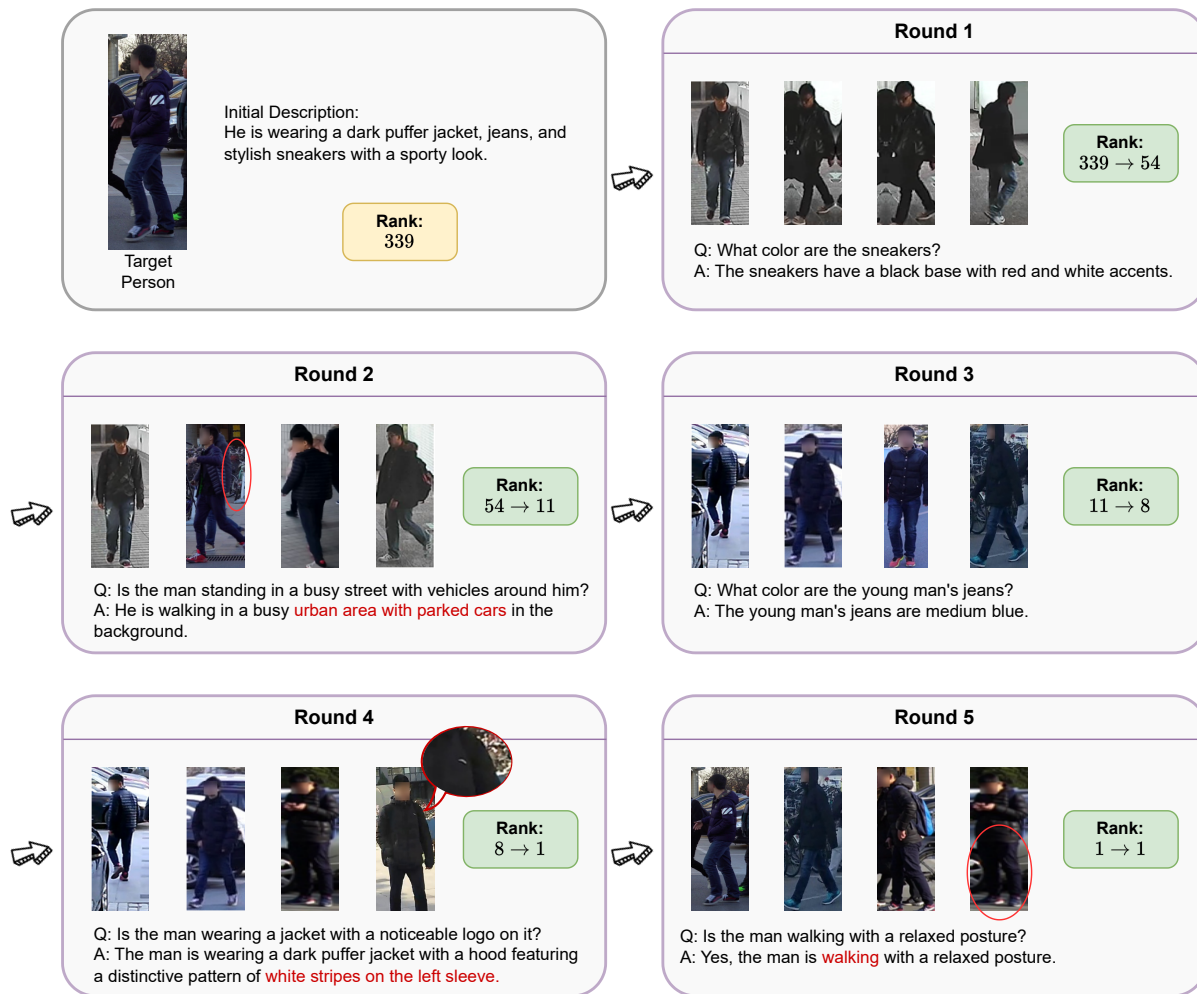 Target
Person
Initial Description:
He is wearing a dark puffer jacket, jeans, and
stylish sneakers with a sporty look.
Rank:
339
Round 1
Rank:
339 → 54
Q: What color are the sneakers?
A: The sneakers have a black base with red and white accents.
Round 2
Rank:
54 → 11
Q: Is the man standing in a busy street with vehicles around him?
A: He is walking in a busy urban area with parked cars in the
background.
Round 3
Rank:
11 → 8
Q: What color are the young man's jeans?
A: The young man's jeans are medium blue.
Round 4
Rank:
8 → 1
Q: Is the man wearing a jacket with a noticeable logo on it?
A: The man is wearing a dark puffer jacket with a hood featuring
a distinctive pattern of white stripes on the left sleeve.
Round 5
Rank:
1 → 1
Q: Is the man walking with a relaxed posture?
A: Yes, the man is walking with a relaxed posture.